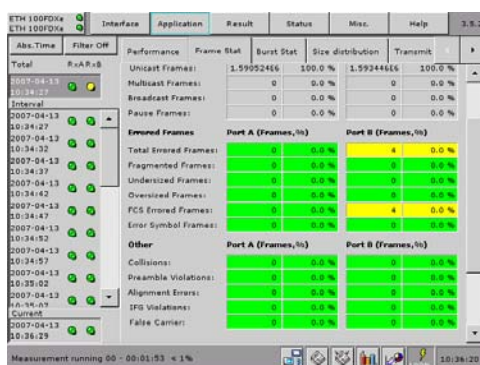 ETH 100FDXa
ETH 100FDXa
Interface Application Result Status Misc. Help 3.5.
Abs.Time Filter Off
Performance Frame Stat Burst Stat Size distribution Transmit
Total RxA RxB
Unicast Frames: 1.590524E6 100.0 % 1.593446E6 100.0 %
2007-04-13
10:34:27
Multicast Frames: 0 0.0 % 0 0.0 %
Broadcast Frames: 0 0.0 % 0 0.0 %
Pause Frames: 0 0.0 % 0 0.0 %
Interval
2007-04-13
10:34:27
2007-04-13
10:34:32
2007-04-13
10:34:37
2007-04-13
10:34:42
2007-04-13
10:34:47
2007-04-13
10:34:52
2007-04-13
10:34:57
2007-04-13
10:35:02
2007-04-13
10:35:07
Current
2007-04-13
10:36:29
Errored Frames Port A (Frames,%) Port B (Frames,%)
Total Errored Frames: 0 0.0 % 4 0.0 %
Fragmented Frames: 0 0.0 % 0 0.0 %
Undersized Frames: 0 0.0 % 0 0.0 %
Oversized Frames: 0 0.0 % 0 0.0 %
FCS Errored Frames: 0 0.0 % 4 0.0 %
Error Symbol Frames: 0 0.0 % 0 0.0 %
Other Port A (Frames,%) Port B (Frames,%)
Collisions: 0 0.0 % 0 0.0 %
Preamble Violations: 0 0.0 % 0 0.0 %
Alignment Errors: 0 0.0 % 0 0.0 %
IFG Violations: 0 0.0 % 0 0.0 %
False Carrier: 0 0.0 % 0 0.0 %
Measurement running 00 - 00:01:53 < 1%
10:36:20